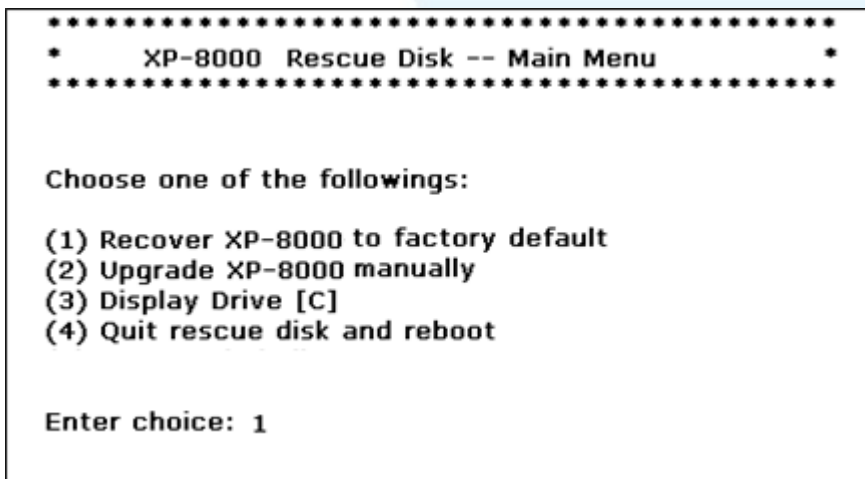 *******************************************
* XP-8000 Rescue Disk -- Main Menu *
*******************************************
Choose one of the followings:
(1) Recover XP-8000 to factory default
(2) Upgrade XP-8000 manually
(3) Display Drive [C]
(4) Quit rescue disk and reboot
Enter choice: 1